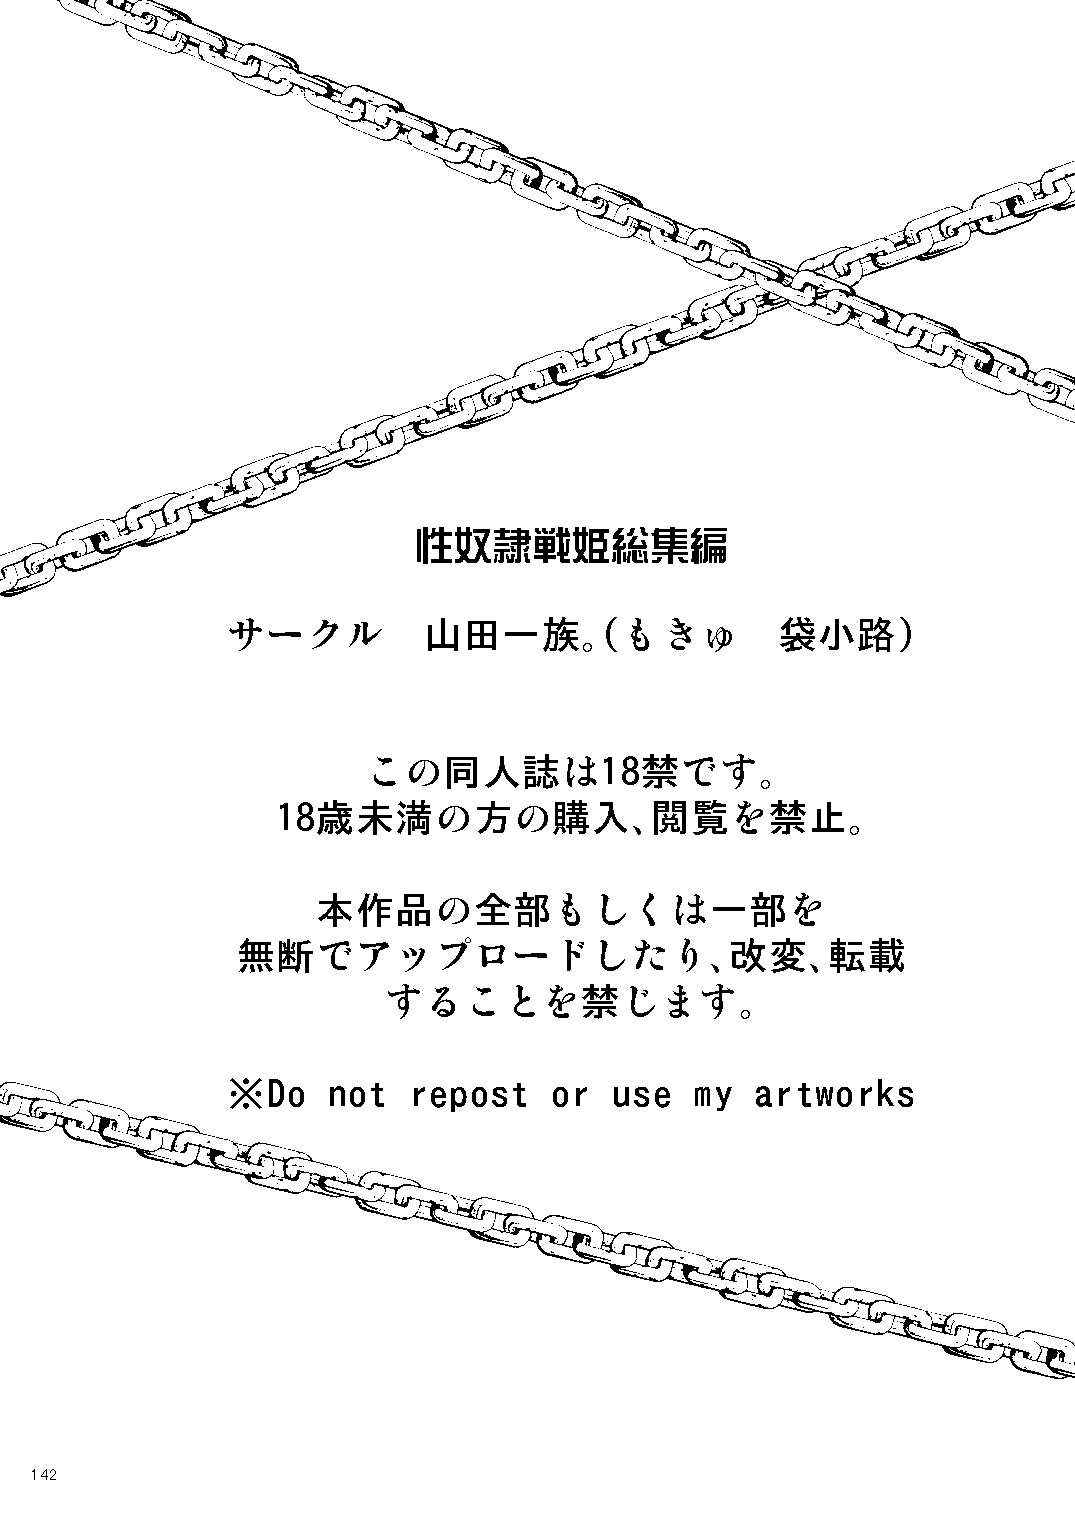 性奴隷戦姫総集編
サークル　山田一族。(もきゅ　袋小路)
この同人誌は18禁です。
18歳未満の方の購入、閲覧を禁止。
本作品の全部もしくは一部を
無断でアップロードしたり、改変、転載
することを禁じます。
※Do not repost or use my artworks
142